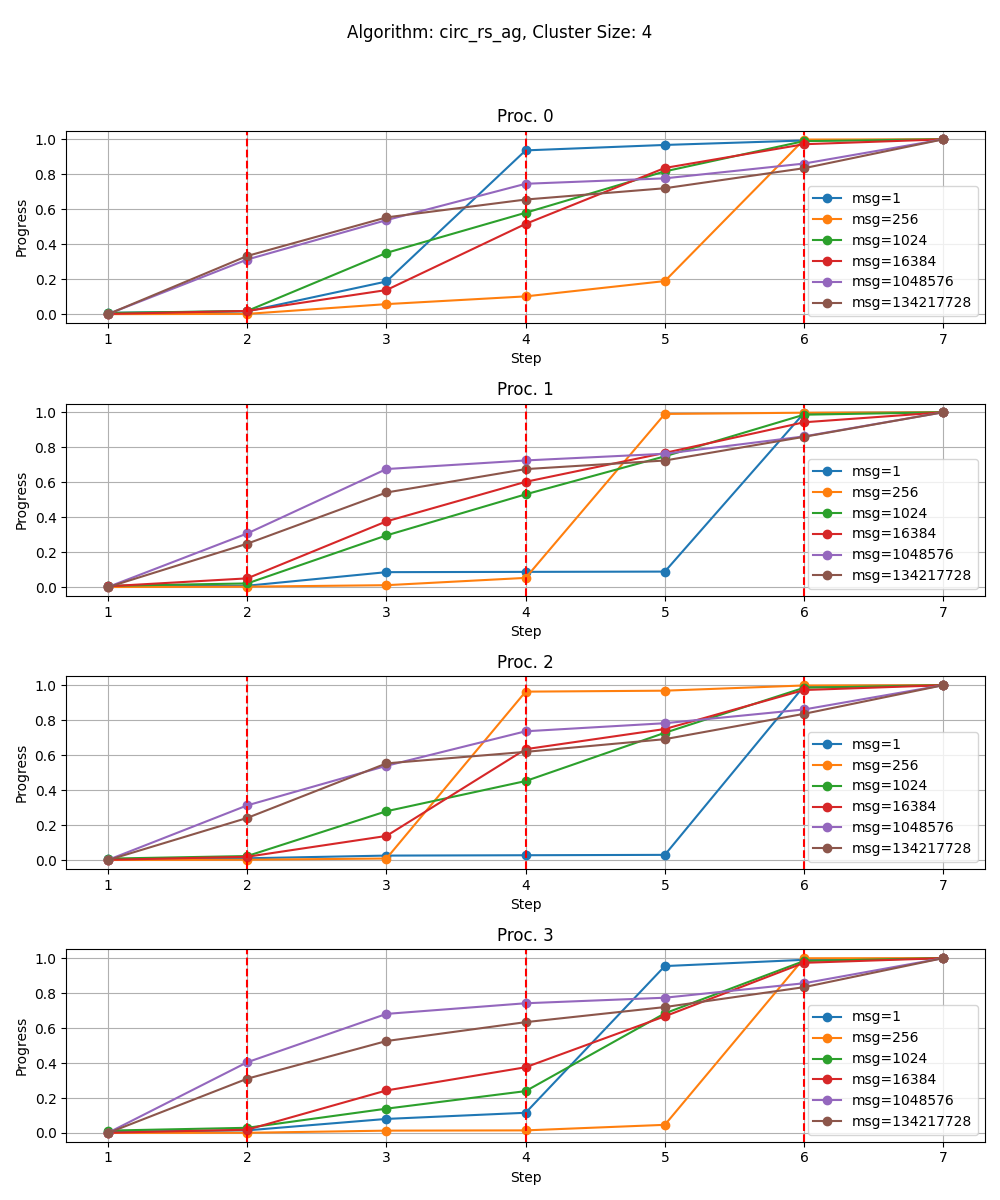 Algorithm: circ_rs_ag, Cluster Size: 4
Proc. 0
Progress
1.0
0.8
0.6
0.4
0.2
0.0
msg=1
msg=256
msg=1024
msg=16384
msg=1048576
msg=134217728
1 2 3 4 5 6 7
Step
Proc. 1
Progress
1.0
0.8
0.6
0.4
0.2
0.0
msg=1
msg=256
msg=1024
msg=16384
msg=1048576
msg=134217728
1 2 3 4 5 6 7
Step
Proc. 2
Progress
1.0
0.8
0.6
0.4
0.2
0.0
msg=1
msg=256
msg=1024
msg=16384
msg=1048576
msg=134217728
1 2 3 4 5 6 7
Step
Proc. 3
Progress
1.0
0.8
0.6
0.4
0.2
0.0
msg=1
msg=256
msg=1024
msg=16384
msg=1048576
msg=134217728
1 2 3 4 5 6 7
Step